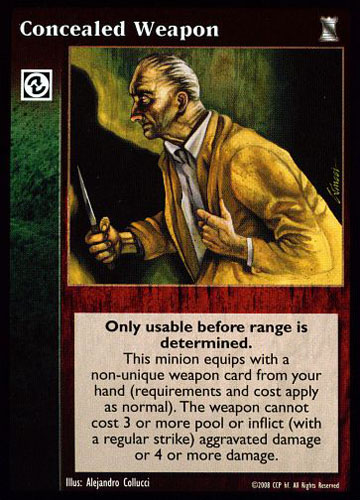 Concealed Weapon
Only usable before range is
determined.
This minion equips with a
non-unique weapon card from your
hand (requirements and cost apply
as normal). The weapon cannot
cost 3 or more pool or inflict (with
a regular strike) aggravated damage
or 4 or more damage.
Illus: Alejandro Collucci
©2008 CCP hf. All Rights Reserved